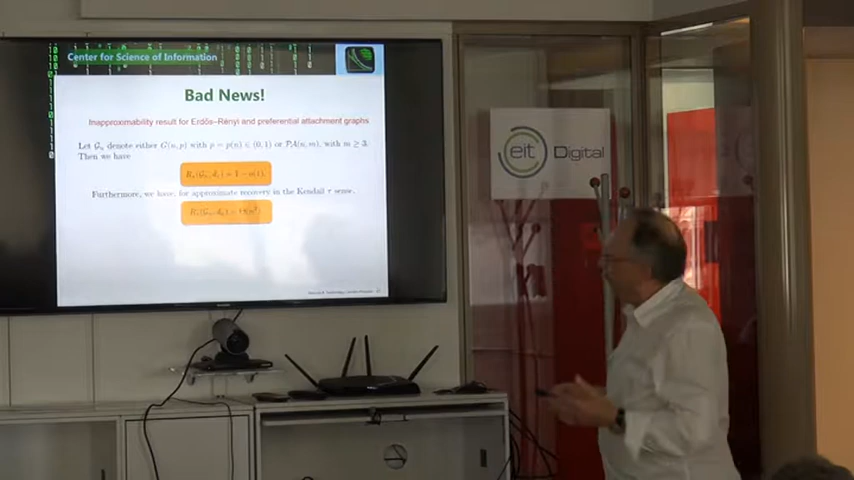 Center for Science of Information
Bad News!
Inapproximability result for Erdős–Rényi and preferential attachment graphs
Let 𝒢ₙ denote either G(n, p) with p = p(n) ∈ (0, 1) or 𝒫𝒜(n, m), with m ≥ 3.
Then we have
Furthermore, we have, for approximate recovery in the Kendall τ sense,
eit Digital